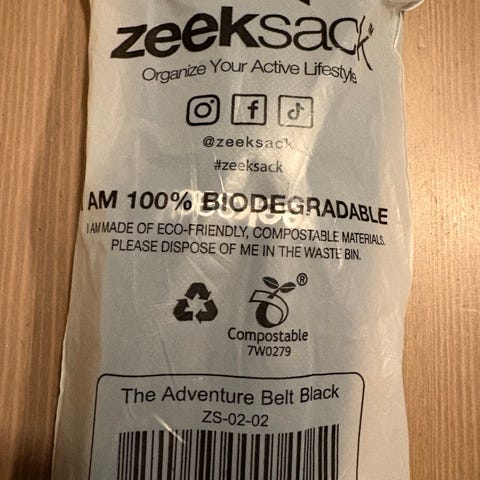 zeeksack
Organize Your Active Lifestyle
@zeeksack
#zeeksack
AM 100% BIODEGRADABLE
I AM MADE OF ECO-FRIENDLY, COMPOSTABLE MATERIALS.
PLEASE DISPOSE OF ME IN THE WASTE BIN.
®
Compostable
7W0279
The Adventure Belt Black
ZS-02-02